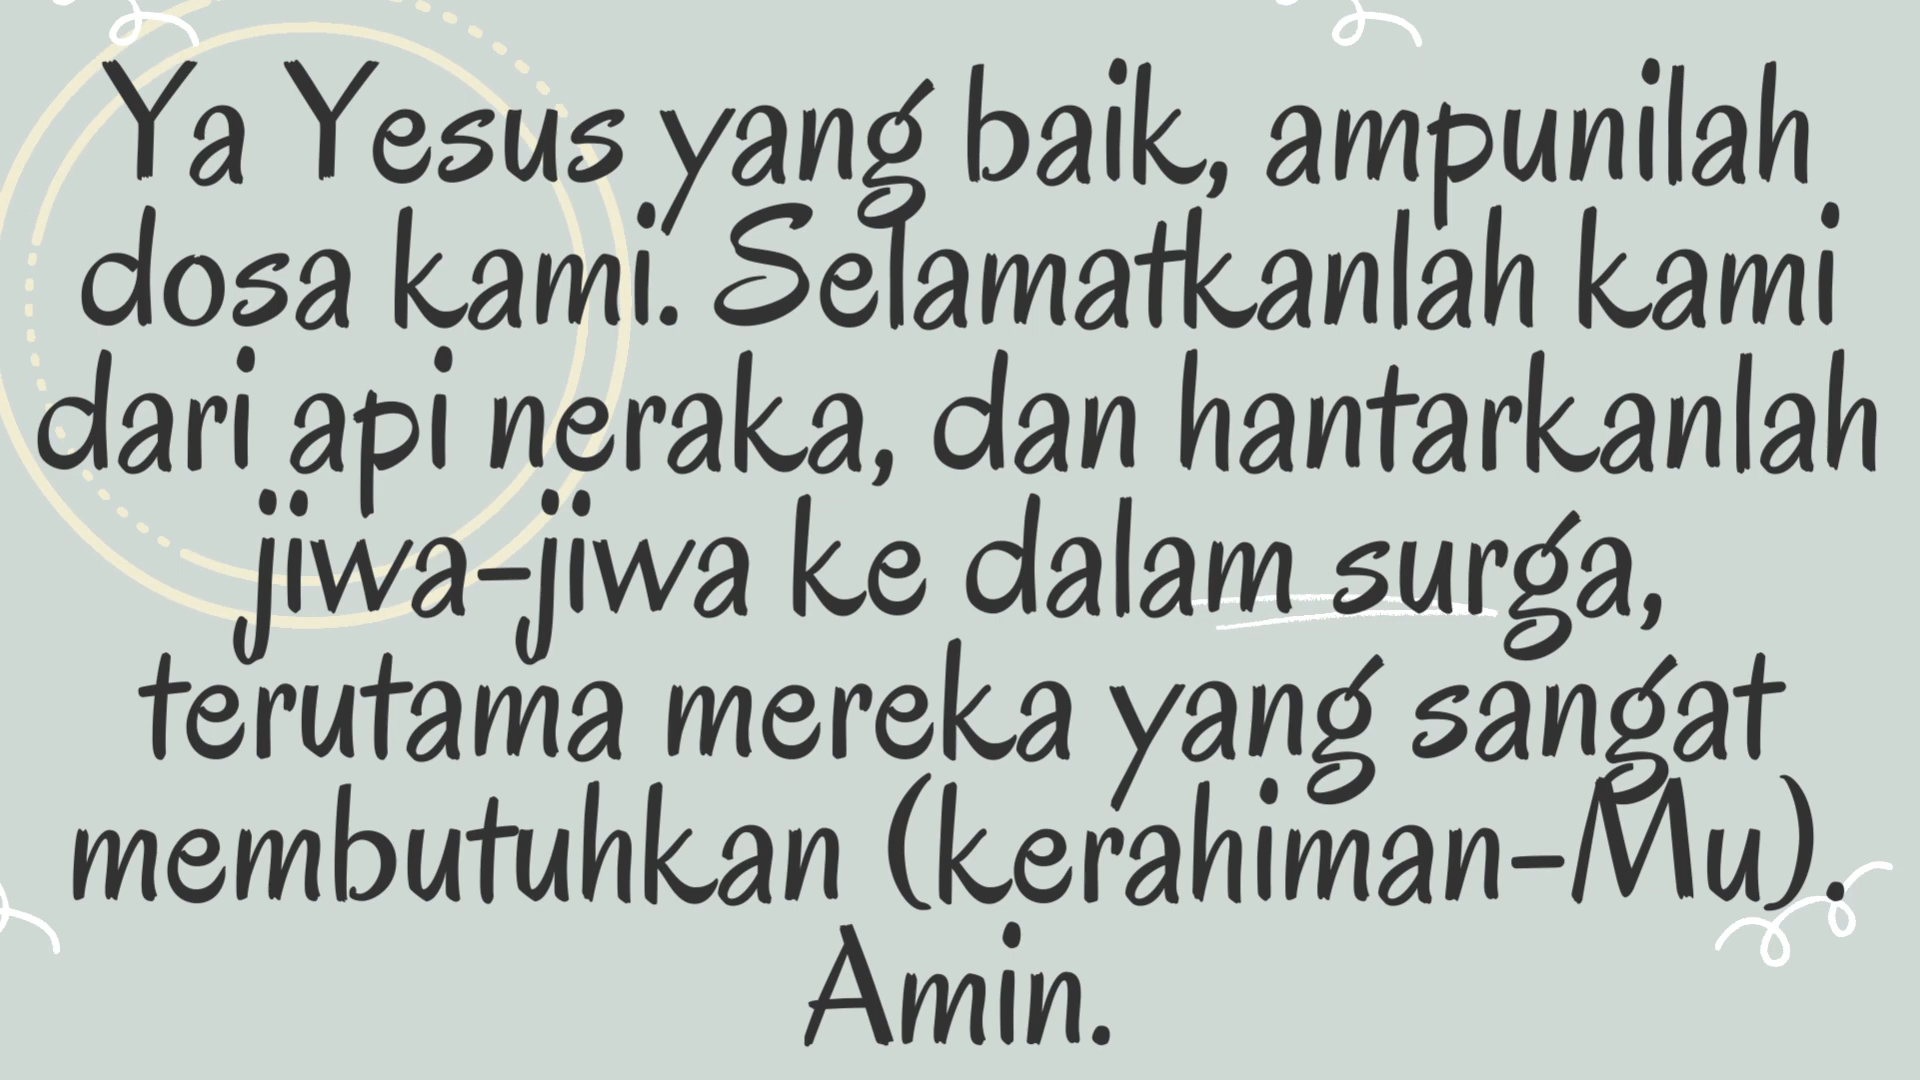 Ya Yesus yang baik, ampunilah
dosa kami. Selamatkanlah kami
dari api neraka, dan hantarkanlah
jiwa-jiwa ke dalam surga,
terutama mereka yang sangat
membutuhkan (kerahiman-Mu).
Amin.